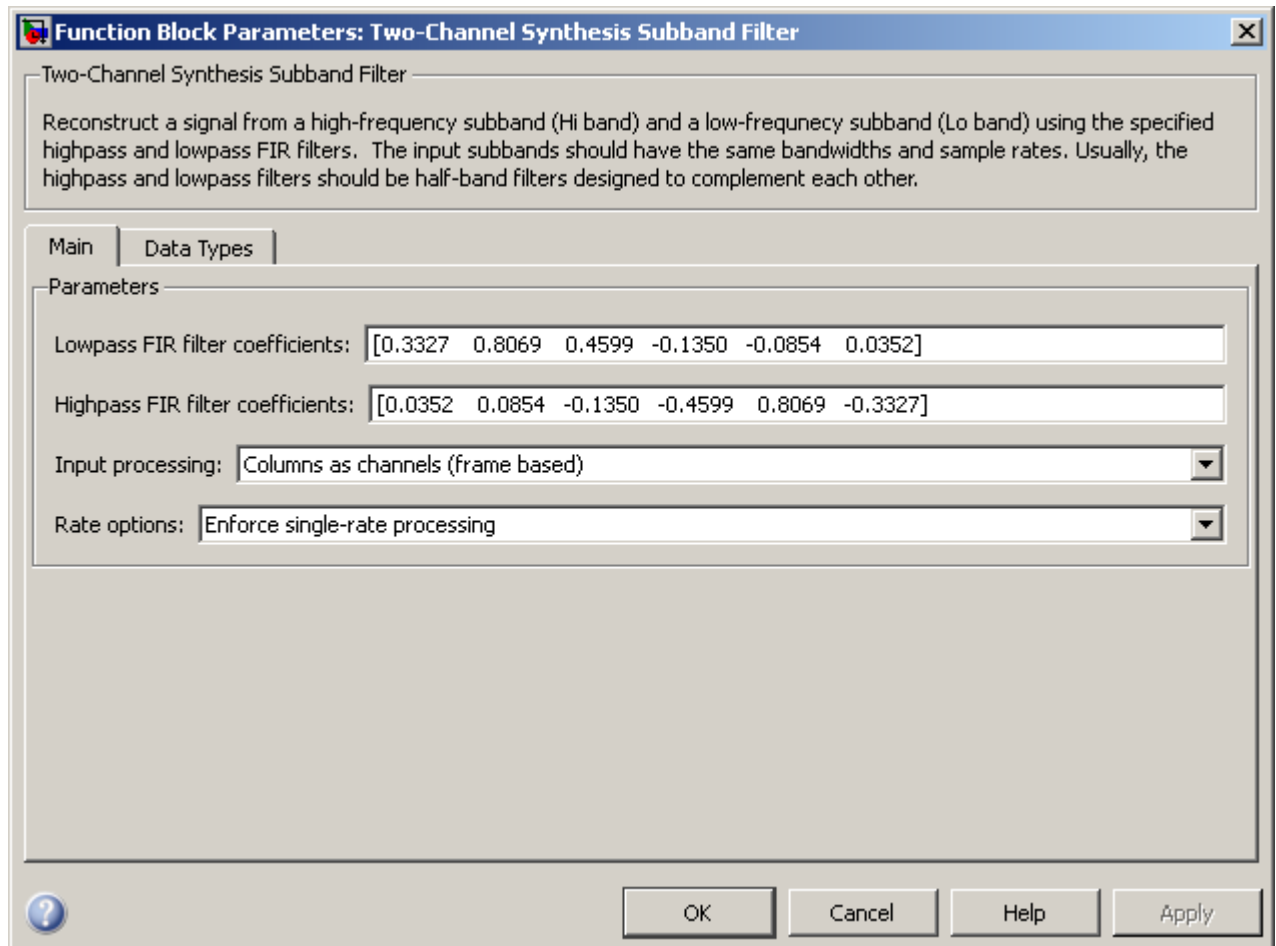 Function Block Parameters: Two-Channel Synthesis Subband Filter
Two-Channel Synthesis Subband Filter
Reconstruct a signal from a high-frequency subband (Hi band) and a low-frequnecy subband (Lo band) using the specified
highpass and lowpass FIR filters. The input subbands should have the same bandwidths and sample rates. Usually, the
highpass and lowpass filters should be half-band filters designed to complement each other.
Main Data Types
Parameters
Lowpass FIR filter coefficients: [0.3327 0.8069 0.4599 -0.1350 -0.0854 0.0352]
Highpass FIR filter coefficients: [0.0352 0.0854 -0.1350 -0.4599 0.8069 -0.3327]
Input processing: Columns as channels (frame based)
Rate options: Enforce single-rate processing
? OK Cancel Help Apply